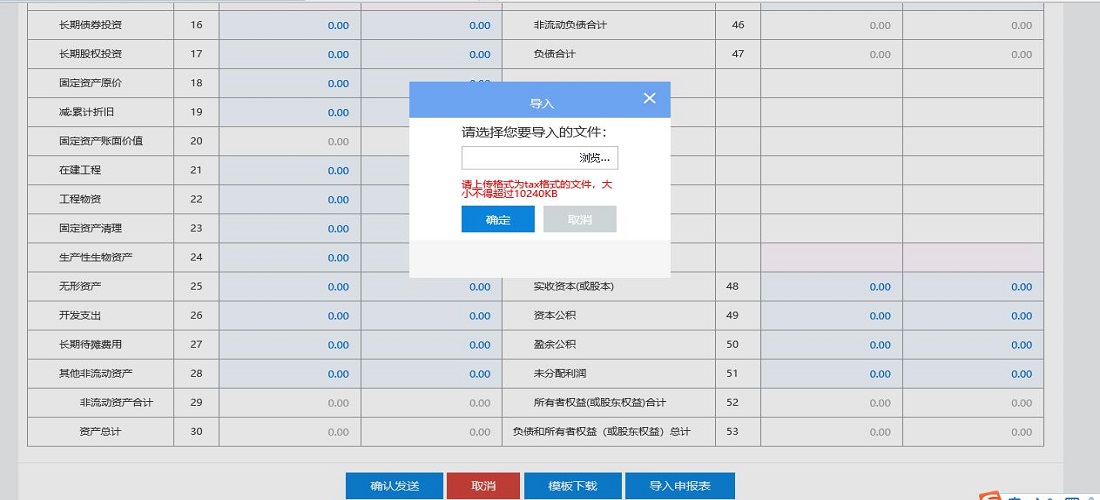 长期债券投资 16 0.00 0.00 非流动负债合计 46 0.00 0.00
长期股权投资 17 0.00 0.00 负债合计 47 0.00 0.00
固定资产原价 18 0.00
减:累计折旧 19 0.00
固定资产账面价值 20 0.00
在建工程 21 0.00
工程物资 22 0.00
固定资产清理 23 0.00
生产性生物资产 24 0.00
无形资产 25 0.00 0.00 实收资本(或股本) 48 0.00 0.00
开发支出 26 0.00 0.00 资本公积 49 0.00 0.00
长期待摊费用 27 0.00 0.00 盈余公积 50 0.00 0.00
其他非流动资产 28 0.00 0.00 未分配利润 51 0.00 0.00
非流动资产合计 29 0.00 0.00 所有者权益(或股东权益)合计 52 0.00 0.00
资产总计 30 0.00 0.00 负债和所有者权益（或股东权益）总计 53 0.00 0.00
导入
请选择您要导入的文件：
浏览...
请上传格式为tax格式的文件，大
小不得超过10240KB
确定 取消
确认发送 取消 模板下载 导入申报表